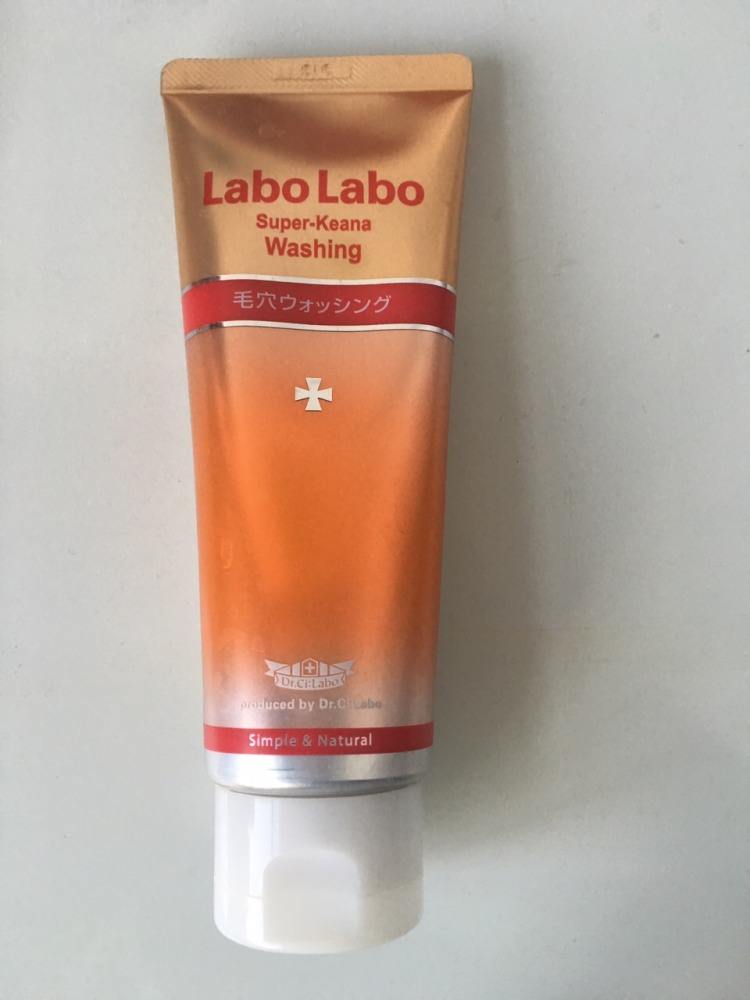 Labo Labo
Super-Keana
Washing
毛穴ウォッシング
Dr.Ci:Labo
produced by Dr.Ci:Labo
Simple & Natural